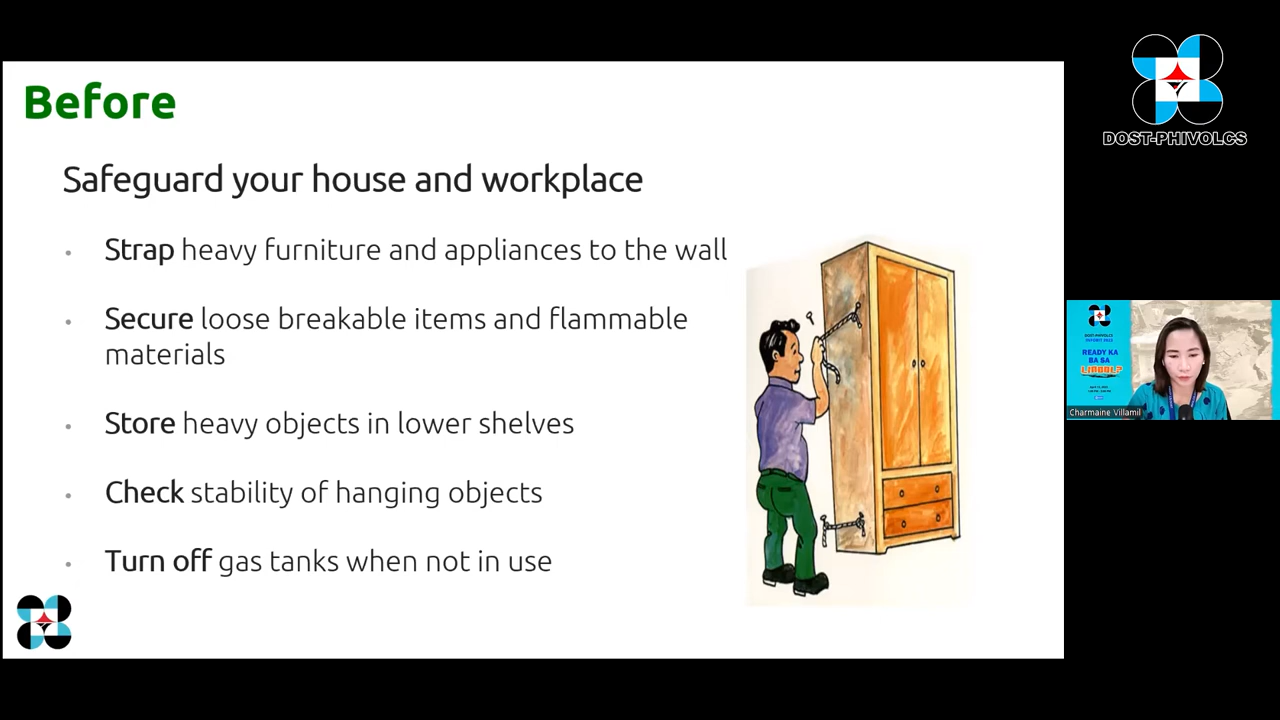 Before
Safeguard your house and workplace
• Strap heavy furniture and appliances to the wall
• Secure loose breakable items and flammable
materials
• Store heavy objects in lower shelves
• Check stability of hanging objects
• Turn off gas tanks when not in use
DOST-PHIVOLCS
DOST-PHIVOLCS
READY KA
BA SA
LINDOL?
Charmaine Villamil